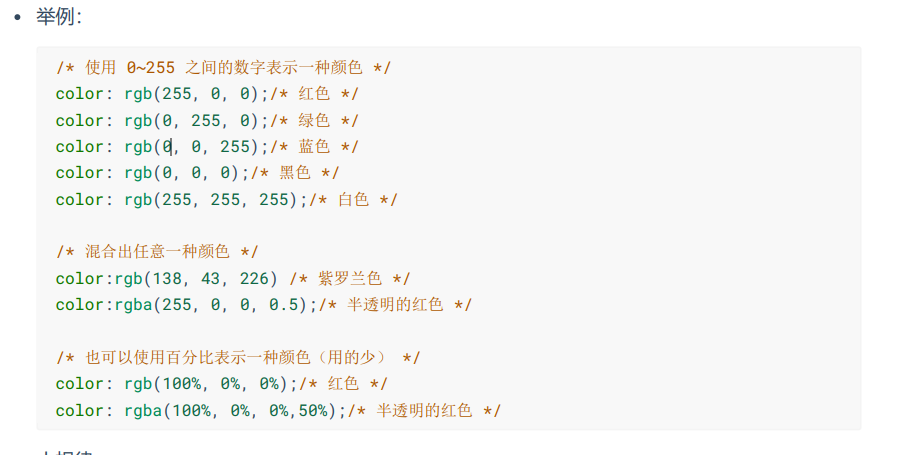 • 举例：
/* 使用 0~255 之间的数字表示一种颜色 */
color: rgb(255, 0, 0);/* 红色 */
color: rgb(0, 255, 0);/* 绿色 */
color: rgb(0, 0, 255);/* 蓝色 */
color: rgb(0, 0, 0);/* 黑色 */
color: rgb(255, 255, 255);/* 白色 */
/* 混合出任意一种颜色 */
color:rgb(138, 43, 226) /* 紫罗兰色 */
color:rgba(255, 0, 0, 0.5);/* 半透明的红色 */
/* 也可以使用百分比表示一种颜色（用的少） */
color: rgb(100%, 0%, 0%);/* 红色 */
color: rgba(100%, 0%, 0%,50%);/* 半透明的红色 */